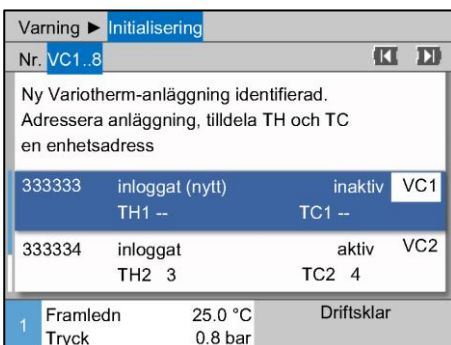 Varning ► Initialisering
Nr. VC1..8
Ny Variotherm-anläggning identifierad.
Adressera anläggning, tilldela TH och TC
en enhetsadress
333333 inloggat (nytt) inaktiv VC1
TH1 -- TC1 --
333334 inloggat aktiv VC2
TH2 3 TC2 4
1 Framledn 25.0 °C Driftsklar
Tryck 0.8 bar